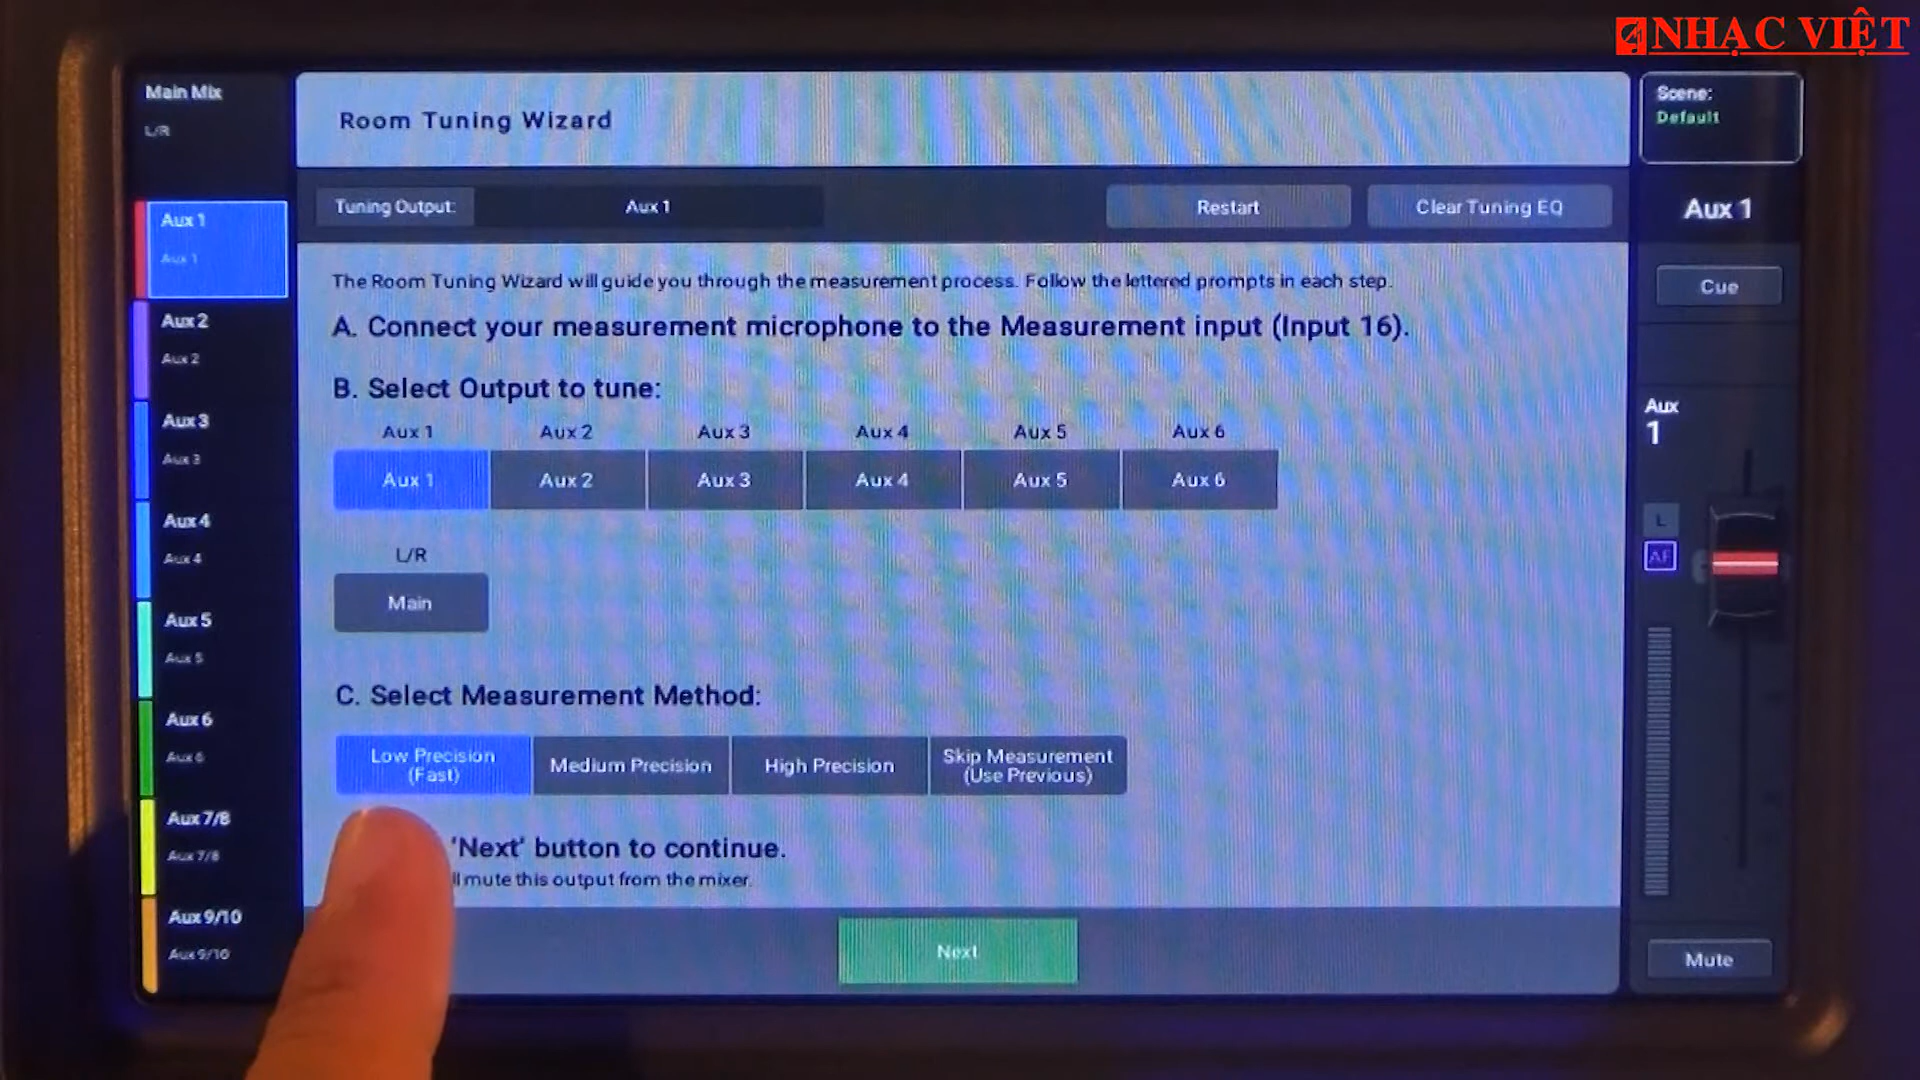 NHẠC VIỆT
Main Mix
L/R
Room Tuning Wizard
Scene:
Default
Tuning Output:
Aux 1
Restart
Clear Tuning EQ
Aux 1
Aux 1
Aux 1
Aux 2
Aux 2
Aux 3
Aux 3
Aux 4
Aux 4
Aux 5
Aux 5
Aux 6
Aux 6
Aux 7/8
Aux 7/8
Aux 9/10
Aux 9/10
The Room Tuning Wizard will guide you through the measurement process. Follow the lettered prompts in each step.
A. Connect your measurement microphone to the Measurement input (Input 16).
B. Select Output to tune:
Aux 1 Aux 2 Aux 3 Aux 4 Aux 5 Aux 6
Aux 1 Aux 2 Aux 3 Aux 4 Aux 5 Aux 6
L/R
Main
C. Select Measurement Method:
Low Precision
(Fast)
Medium Precision
High Precision
Skip Measurement
(Use Previous)
'Next' button to continue.
mute this output from the mixer.
Next
Cue
Aux
1
L
AF
Mute